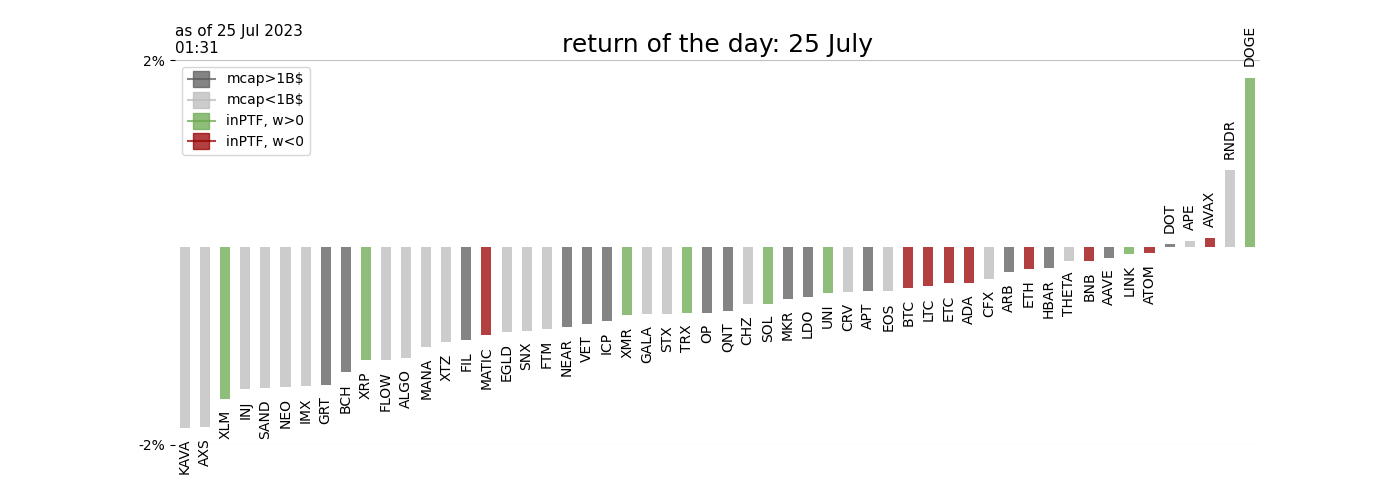 as of 25 Jul 2023
01:31
return of the day: 25 July
2%
mcap>1B$
mcap<1B$
inPTF, w>0
inPTF, w<0
-2%
KAVA
AXS
XLM
INJ
SAND
NEO
IMX
GRT
BCH
XRP
FLOW
ALGO
MANA
XTZ
FIL
MATIC
EGLD
SNX
FTM
NEAR
VET
ICP
XMR
GALA
STX
TRX
OP
QNT
CHZ
SOL
MKR
LDO
UNI
CRV
APT
EOS
BTC
LTC
ETC
ADA
CFX
ARB
ETH
HBAR
THETA
BNB
AAVE
LINK
ATOM
DOT
APE
AVAX
RNDR
DOGE